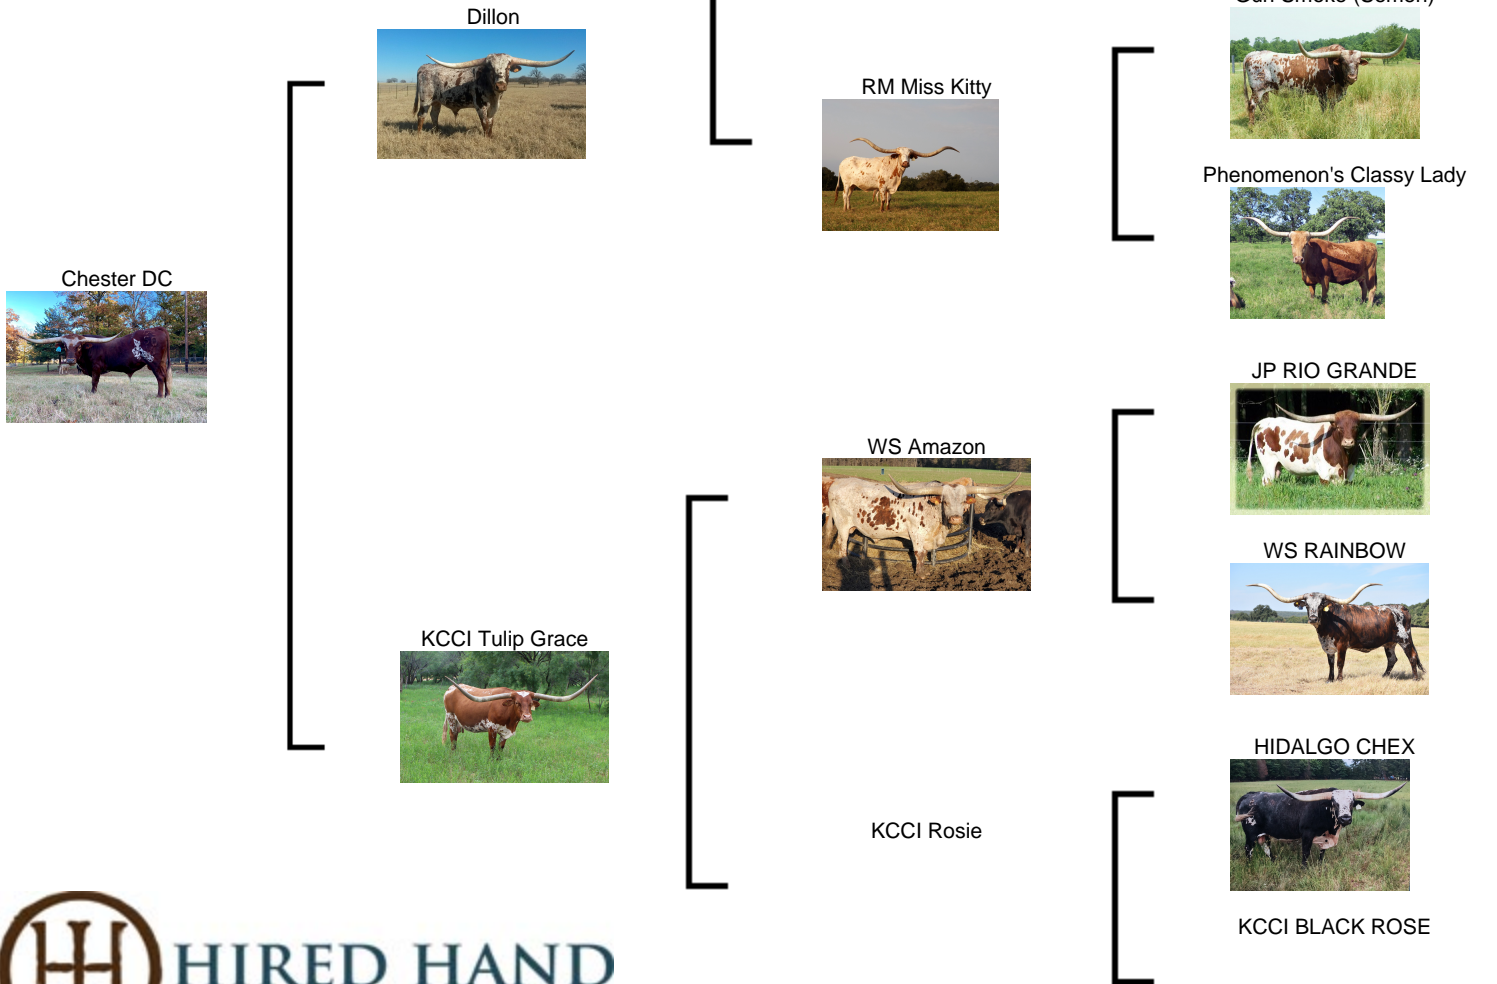 Dillon
RM Miss Kitty
Phenomenon's Classy Lady
Chester DC
JP RIO GRANDE
WS Amazon
WS RAINBOW
KCCI Tulip Grace
HIDALGO CHEX
KCCI Rosie
KCCI BLACK ROSE
HIRED HAND